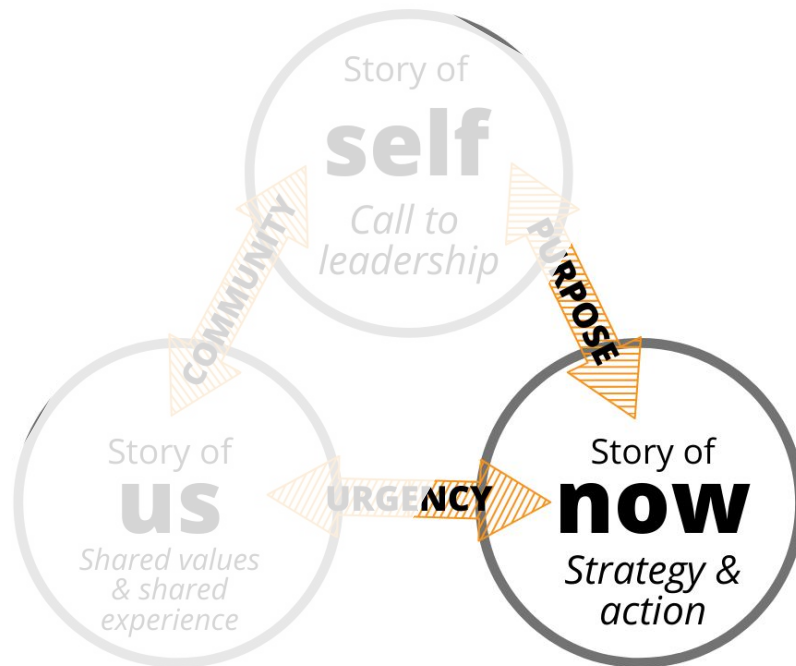 Story of
self
Call to
leadership
COMMUNITY
PURPOSE
Story of
us
Shared values
& shared
experience
URGENCY
Story of
now
Strategy &
action